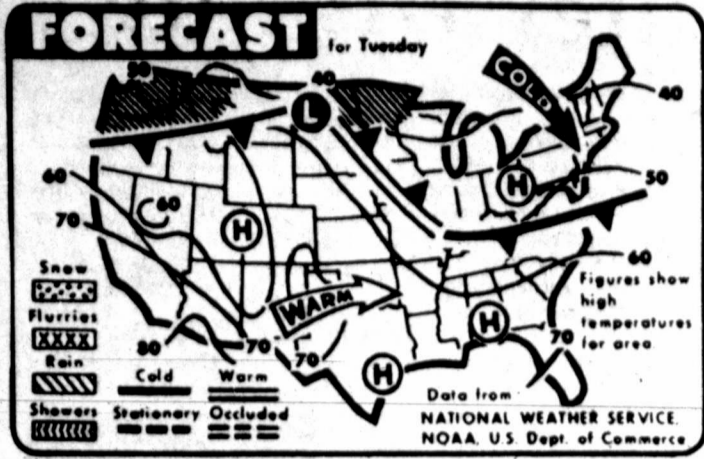 FORECAST for Tuesday
50
40
COLD
40
L
60
60
H
50
70
H
60
Snow
Figures show
high
temperatures
for area.
Flurries
WARM
H
70
Rain
80
70
70
Cold
Warm
H
Showers
Stationary
Occluded
Data from
NATIONAL WEATHER SERVICE.
NOAA, U.S. Dept. of Commerce